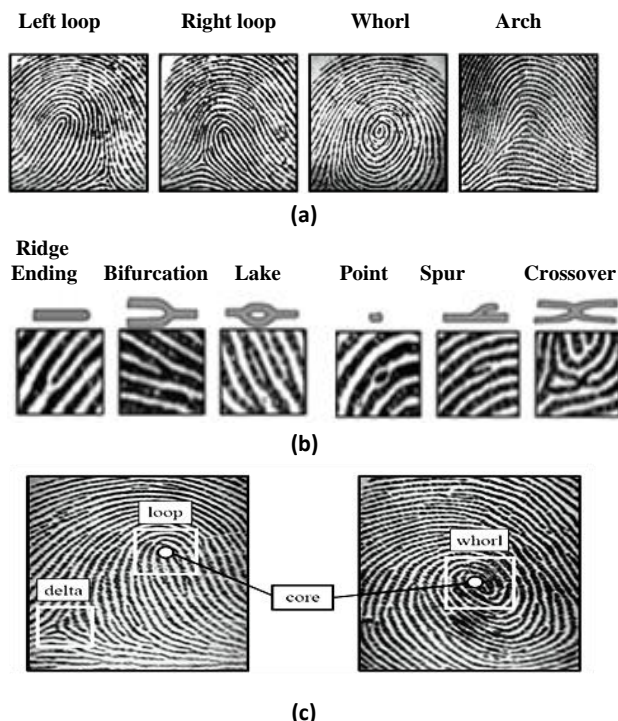 Left loop Right loop Whorl Arch
(a)
Ridge
Ending Bifurcation Lake Point Spur Crossover
(b)
loop
whorl
delta
core
(c)